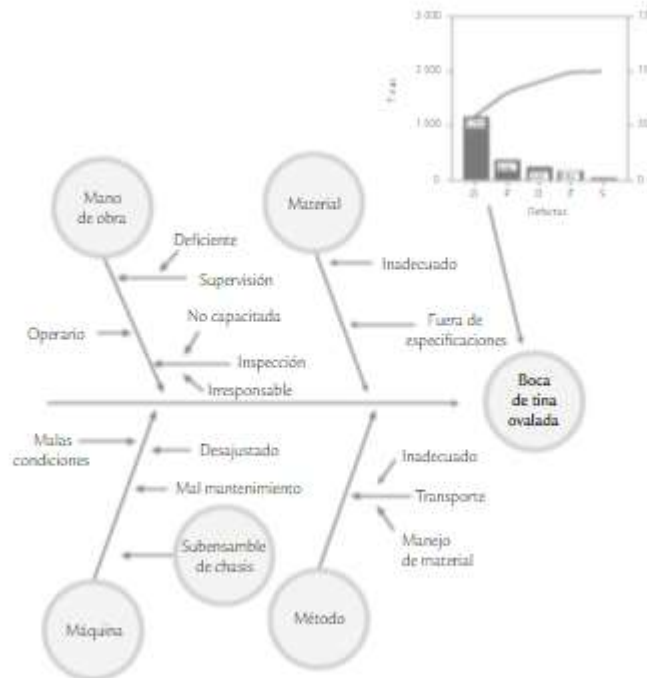 3 000
2 000
1 000
0
Tinas
Defectos
Mano
de obra
Material
Deficiente
Supervisión
Inadecuado
No capacitada
Operario
Fuera de
especificaciones
Inspección
Irresponsable
Boca
de tina
ovalada
Malas
condiciones
Desajustado
Inadecuado
Mal mantenimiento
Transporte
Subensamble
de chasis
Manejo
de material
Máquina
Método